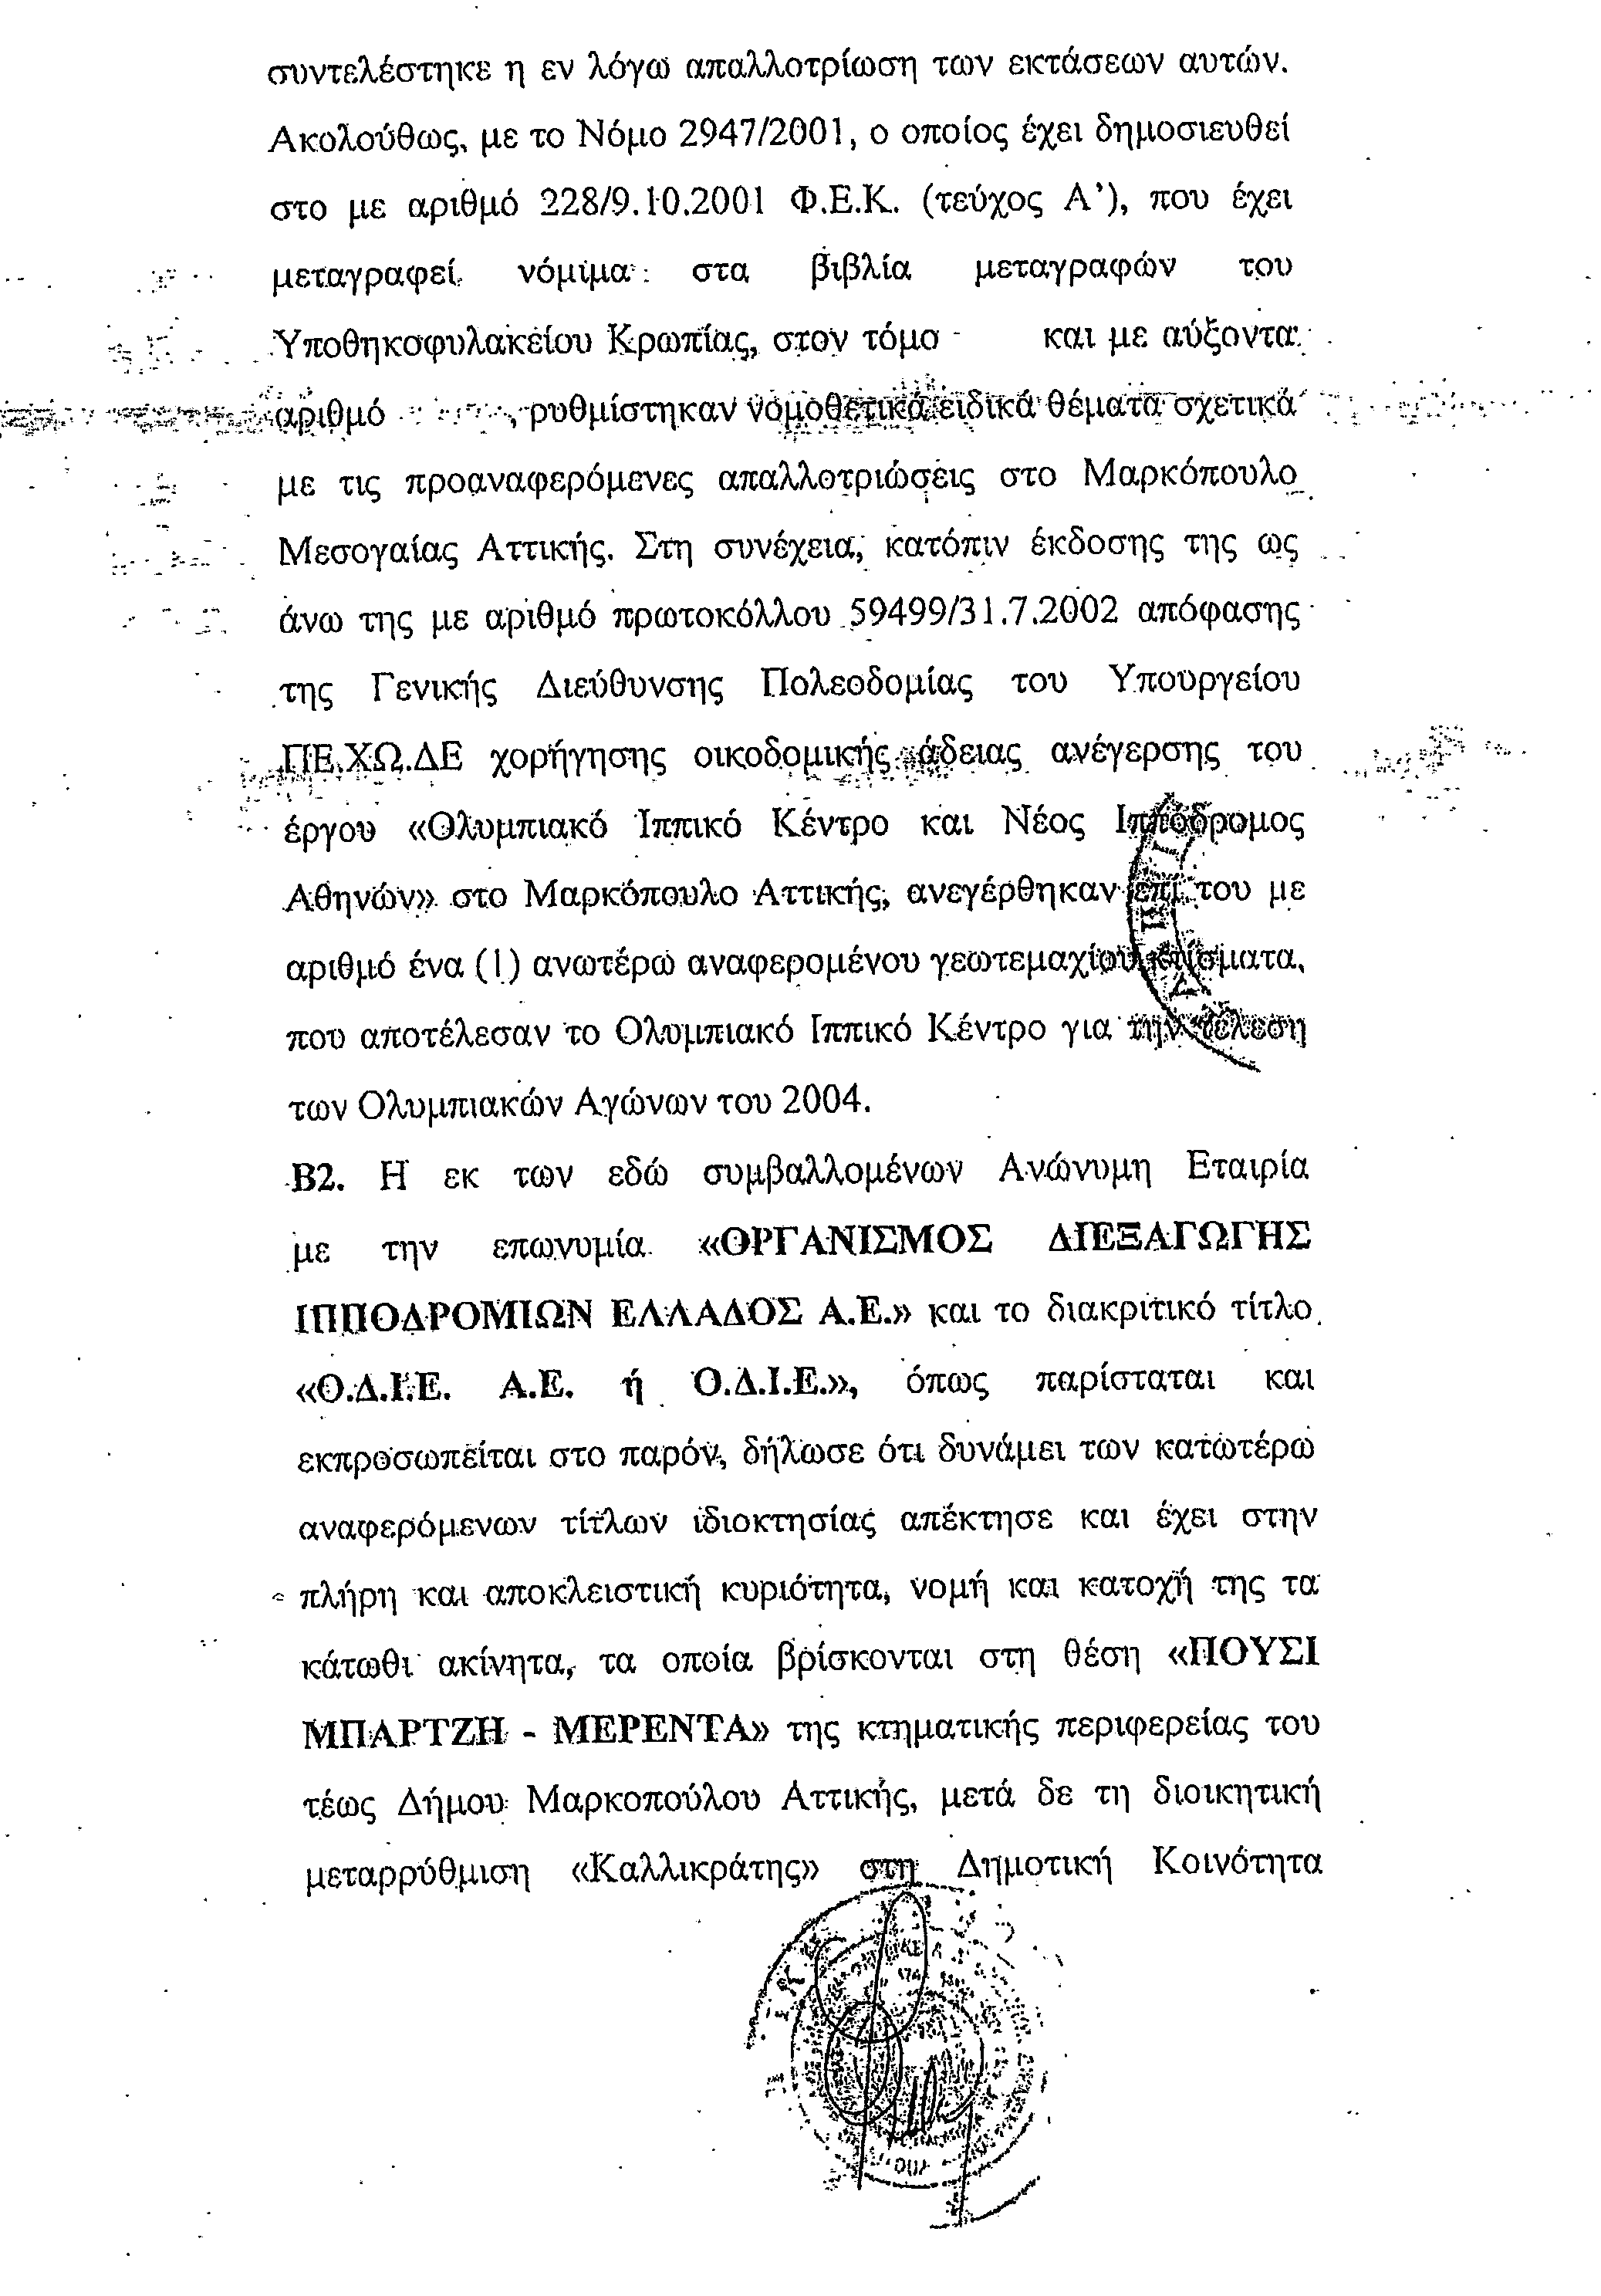 συντελέστηκε η εν λόγω απαλλοτρίωση των εκτάσεων αυτών.
Ακολούθως, με το Νόμο 2947/2001, ο οποίος έχει δημοσιευθεί
στο με αριθμό 228/9.10.2001 Φ.Ε.Κ. (τεύχος Α’), που έχει
μεταγραφεί νόμιμα στα βιβλία μεταγραφών του
Υποθηκοφυλακείου Κρωπίας, στον τόμο και με αύξοντα
αριθμό , ρυθμίστηκαν νομοθετικά ειδικά θέματα σχετικά
με τις προαναφερόμενες απαλλοτριώσεις στο Μαρκόπουλο
Μεσογαίας Αττικής. Στη συνέχεια, κατόπιν έκδοσης της ως
άνω της με αριθμό πρωτοκόλλου 59499/31.7.2002 απόφασης
της Γενικής Διεύθυνσης Πολεοδομίας του Υπουργείου
ΠΕ.ΧΩ.ΔΕ χορήγησης οικοδομικής άδειας ανέγερσης του
έργου «Ολυμπιακό Ιππικό Κέντρο και Νέος Ιππόδρομος
Αθηνών» στο Μαρκόπουλο Αττικής, ανεγέρθηκαν επί του με
αριθμό ένα (1) ανωτέρω αναφερομένου γεωτεμαχίου κτίσματα,
που αποτέλεσαν το Ολυμπιακό Ιππικό Κέντρο για την τέλεση
των Ολυμπιακών Αγώνων του 2004.
Β2. Η εκ των εδώ συμβαλλομένων Ανώνυμη Εταιρία
με την επωνυμία «ΟΡΓΑΝΙΣΜΟΣ ΔΙΕΞΑΓΩΓΗΣ
ΙΠΠΟΔΡΟΜΙΩΝ ΕΛΛΑΔΟΣ Α.Ε.» και το διακριτικό τίτλο
«Ο.Δ.Ι.Ε. Α.Ε. ή Ο.Δ.Ι.Ε.», όπως παρίσταται και
εκπροσωπείται στο παρόν, δήλωσε ότι δυνάμει των κατωτέρω
αναφερόμενων τίτλων ιδιοκτησίας απέκτησε και έχει στην
πλήρη και αποκλειστική κυριότητα, νομή και κατοχή της τα
κάτωθι ακίνητα, τα οποία βρίσκονται στη θέση «ΠΟΥΣΙ
ΜΠΑΡΤΖΗ - ΜΕΡΕΝΤΑ» της κτηματικής περιφερείας του
τέως Δήμου Μαρκοπούλου Αττικής, μετά δε τη διοικητική
μεταρρύθμιση «Καλλικράτης» στη Δημοτική Κοινότητα